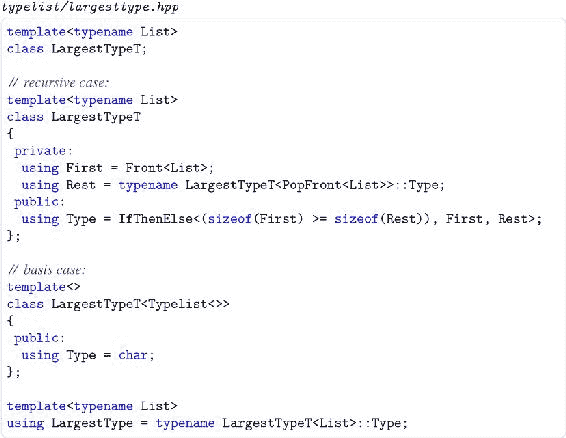 typelist/largesttype.hpp
template<typename List>
class LargestTypeT;
// recursive case:
template<typename List>
class LargestTypeT
{
private:
using First = Front<List>;
using Rest = typename LargestTypeT<PopFront<List>>::Type;
public:
using Type = IfThenElse<(sizeof(First) >= sizeof(Rest)), First, Rest>;
};
// basis case:
template<>
class LargestTypeT<Typelist<>>
{
public:
using Type = char;
};
template<typename List>
using LargestType = typename LargestTypeT<List>::Type;